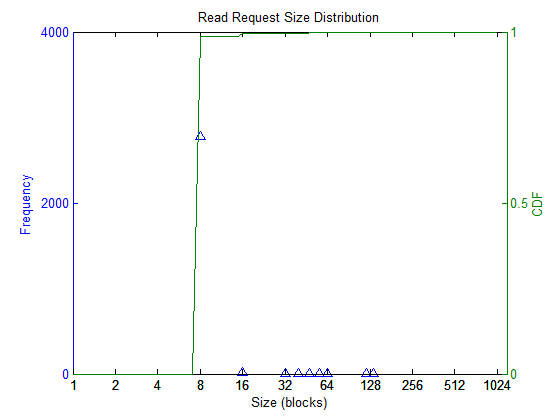 Read Request Size Distribution
4000
2000
0
Frequency
1
0.5
0
CDF
1 2 4 8 16 32 64 128 256 512 1024
Size (blocks)